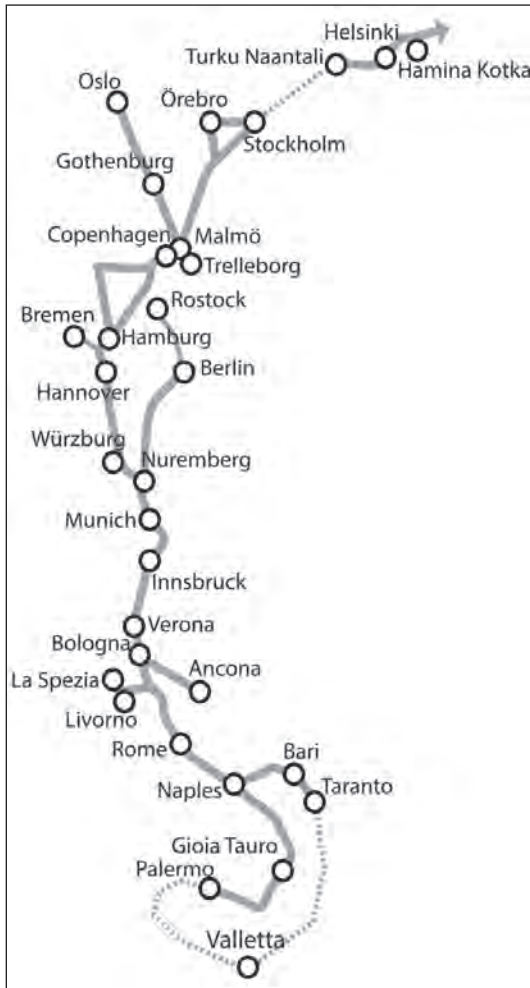 Helsinki
Turku Naantali
Hamina Kotka
Oslo
Örebro
Stockholm
Gothenburg
Copenhagen
Malmö
Trelleborg
Rostock
Bremen
Hamburg
Berlin
Hannover
Würzburg
Nuremberg
Munich
Innsbruck
Verona
Bologna
La Spezia
Ancona
Livorno
Rome
Bari
Naples
Taranto
Gioia Tauro
Palermo
Valletta